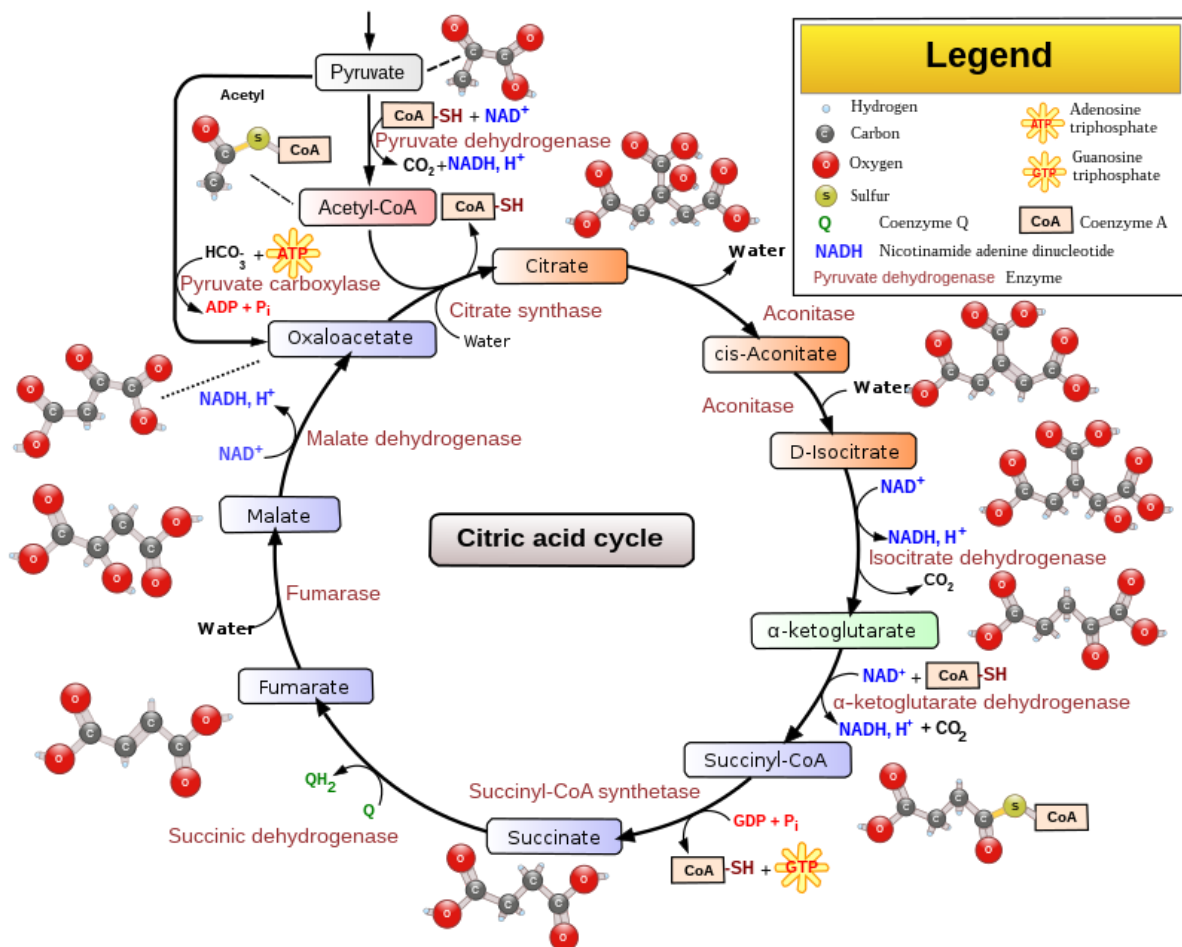 Legend
Hydrogen
Carbon
Oxygen
Sulfur
Q Coenzyme Q
NADH Nicotinamide adenine dinucleotide
Pyruvate dehydrogenase Enzyme
ATP Adenosine
triphosphate
GTP Guanosine
triphosphate
CoA Coenzyme A
Pyruvate
Acetyl
CoA-SH + NAD+
Pyruvate dehydrogenase
CO2+NADH, H+
S CoA
Acetyl-CoA
CoA-SH
HCO3- + ATP
Pyruvate carboxylase
ADP + Pi
Citrate
Water
Citrate synthase
Water
Oxaloacetate
Aconitase
cis-Aconitate
Water
Aconitase
D-Isocitrate
NAD+
NADH, H+
Isocitrate dehydrogenase
CO2
α-ketoglutarate
NAD+ + CoA-SH
α-ketoglutarate dehydrogenase
NADH, H+ + CO2
Succinyl-CoA
S CoA
Succinyl-CoA synthetase
GDP + Pi
CoA-SH + GTP
Succinate
QH2
Q
Succinic dehydrogenase
Fumarate
Water
Fumarase
Malate
NADH, H+
NAD+
Malate dehydrogenase
Citric acid cycle